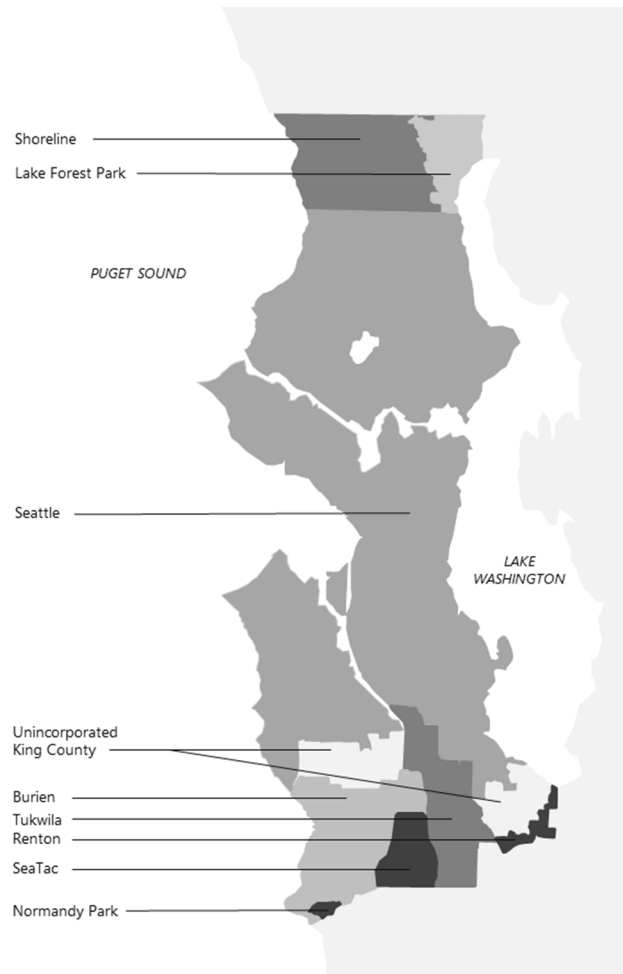 Shoreline
Lake Forest Park
PUGET SOUND
Seattle
LAKE
WASHINGTON
Unincorporated
King County
Burien
Tukwila
Renton
SeaTac
Normandy Park